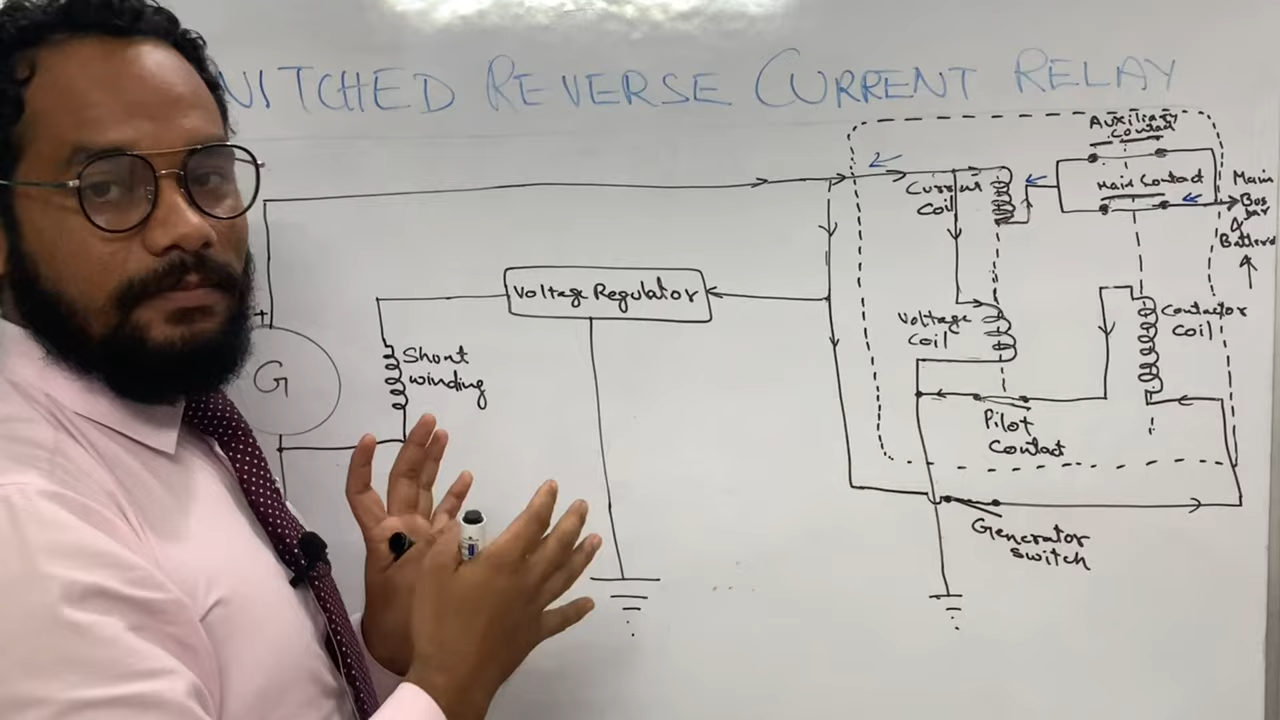 WITCHED REVERSE CURRENT RELAY
Auxiliary
Contact
Main Contact
Main
Bus
bar
&
Battery
Current
Coil
+
G
Shunt
winding
Voltage Regulator
Voltage
Coil
Contactor
Coil
Pilot
Contact
Generator
Switch